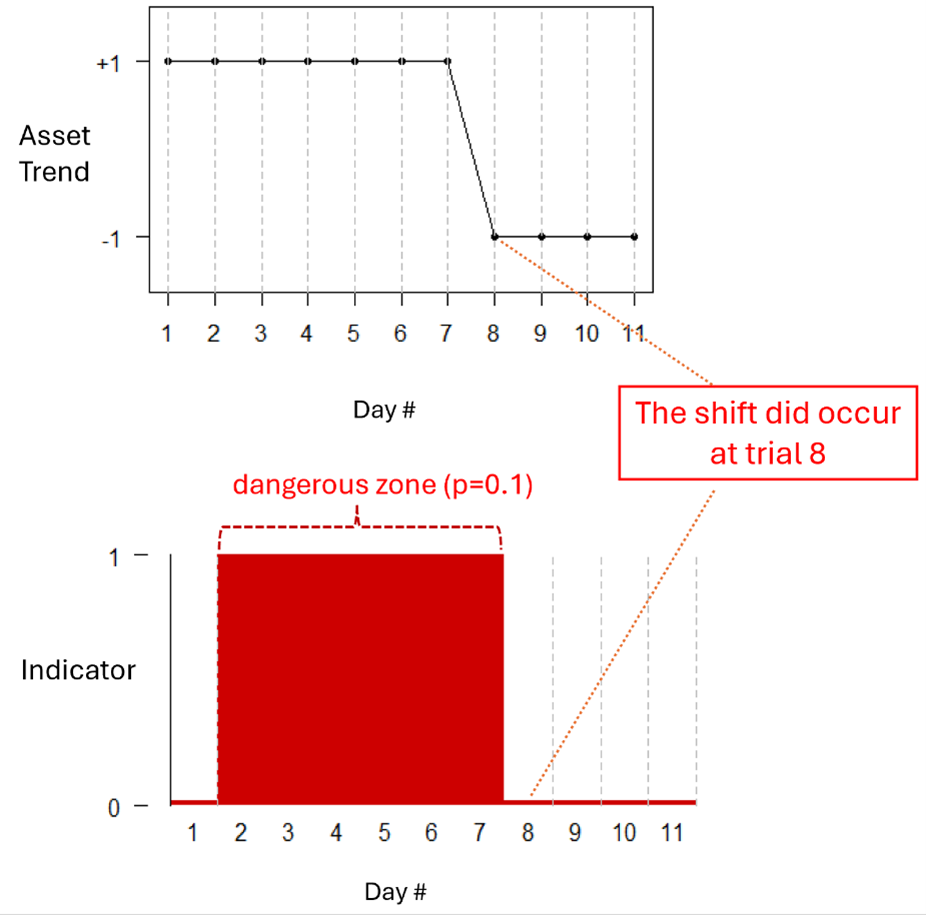 +1
Asset
Trend
-1
1 2 3 4 5 6 7 8 9 10 11
Day #
The shift did occur
at trial 8
dangerous zone (p=0.1)
1
Indicator
0
1 2 3 4 5 6 7 8 9 10 11
Day #